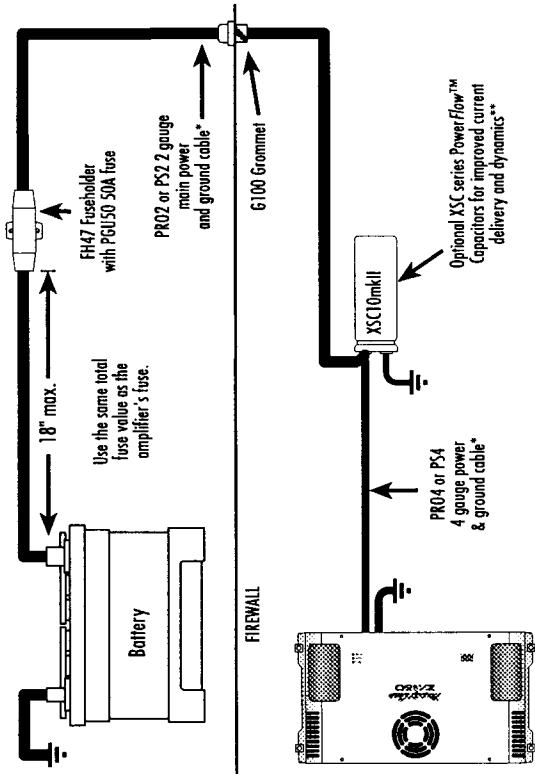 FH47 Fuseholder
with PGU50 50A fuse
PRO2 or PS2 2 gauge
main power
and ground cable*
G100 Grommet
18" max.
Use the same total
fuse value as the
amplifier's fuse.
Battery
FIREWALL
XSC10mkII
Optional XSC series PowerFlow™
Capacitors for improved current
delivery and dynamics**
PRO4 or PS4
4 gauge power
& ground cable*